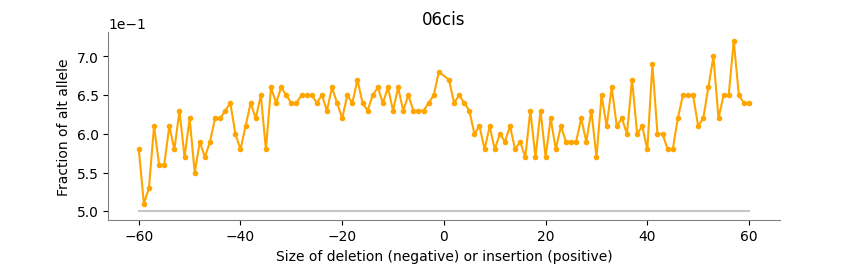 06cis
1e−1
7.0
6.5
6.0
5.5
5.0
Fraction of alt allele
−60 −40 −20 0 20 40 60
Size of deletion (negative) or insertion (positive)